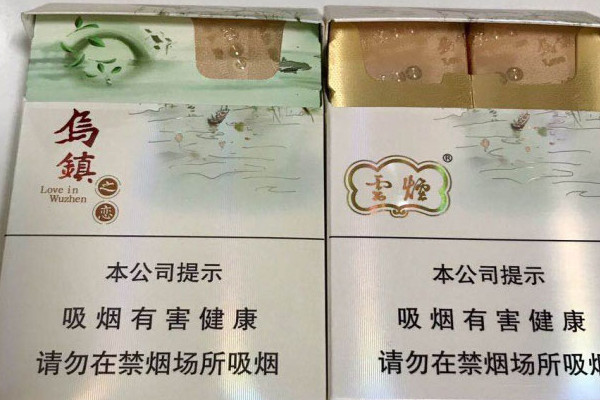 烏
鎮
Love in
Wuzhen
之
恋
本公司提示
吸烟有害健康
请勿在禁烟场所吸烟
雲煙®
本公司提示
吸烟有害健康
请勿在禁烟场所吸烟